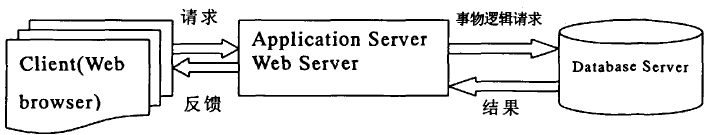 请求
事物逻辑请求
Client(Web
browser)
Application Server
Web Server
Database Server
反馈
结果